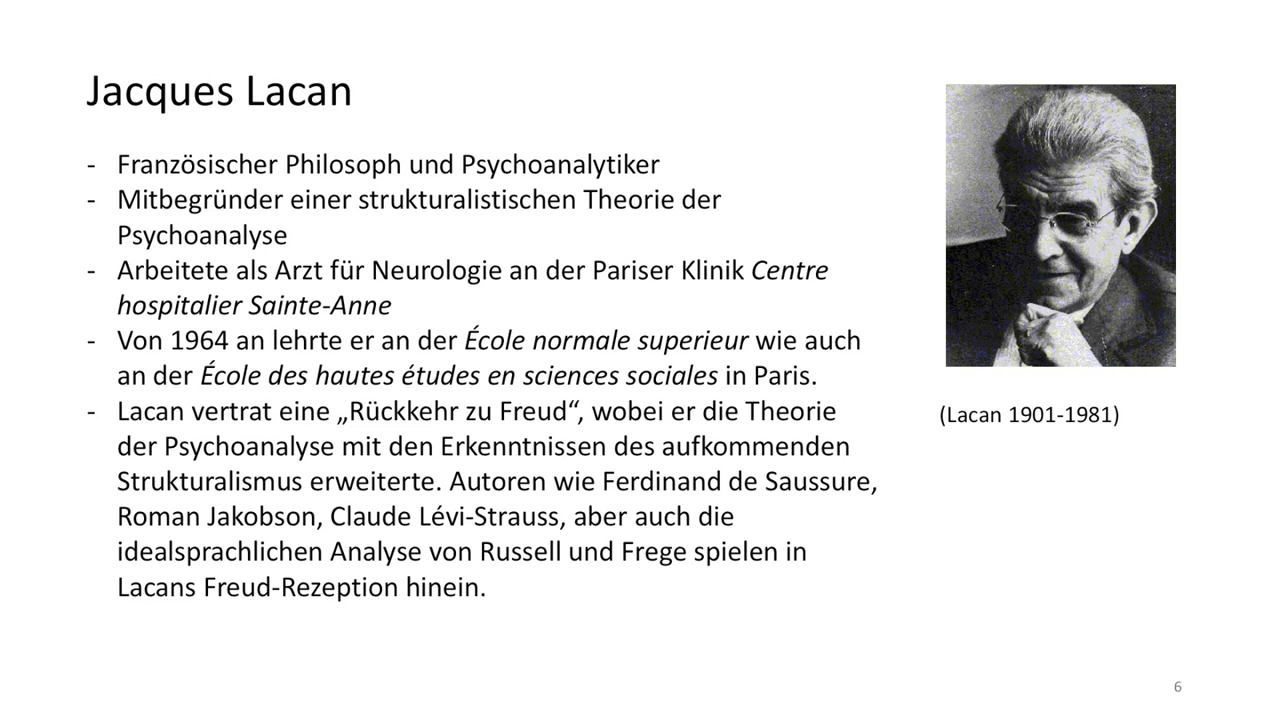 Jacques Lacan
- Französischer Philosoph und Psychoanalytiker
- Mitbegründer einer strukturalistischen Theorie der
Psychoanalyse
- Arbeitete als Arzt für Neurologie an der Pariser Klinik Centre
hospitalier Sainte-Anne
- Von 1964 an lehrte er an der École normale superieur wie auch
an der École des hautes études en sciences sociales in Paris.
- Lacan vertrat eine „Rückkehr zu Freud“, wobei er die Theorie
der Psychoanalyse mit den Erkenntnissen des aufkommenden
Strukturalismus erweiterte. Autoren wie Ferdinand de Saussure,
Roman Jakobson, Claude Lévi-Strauss, aber auch die
idealsprachlichen Analyse von Russell und Frege spielen in
Lacans Freud-Rezeption hinein.
(Lacan 1901-1981)
6